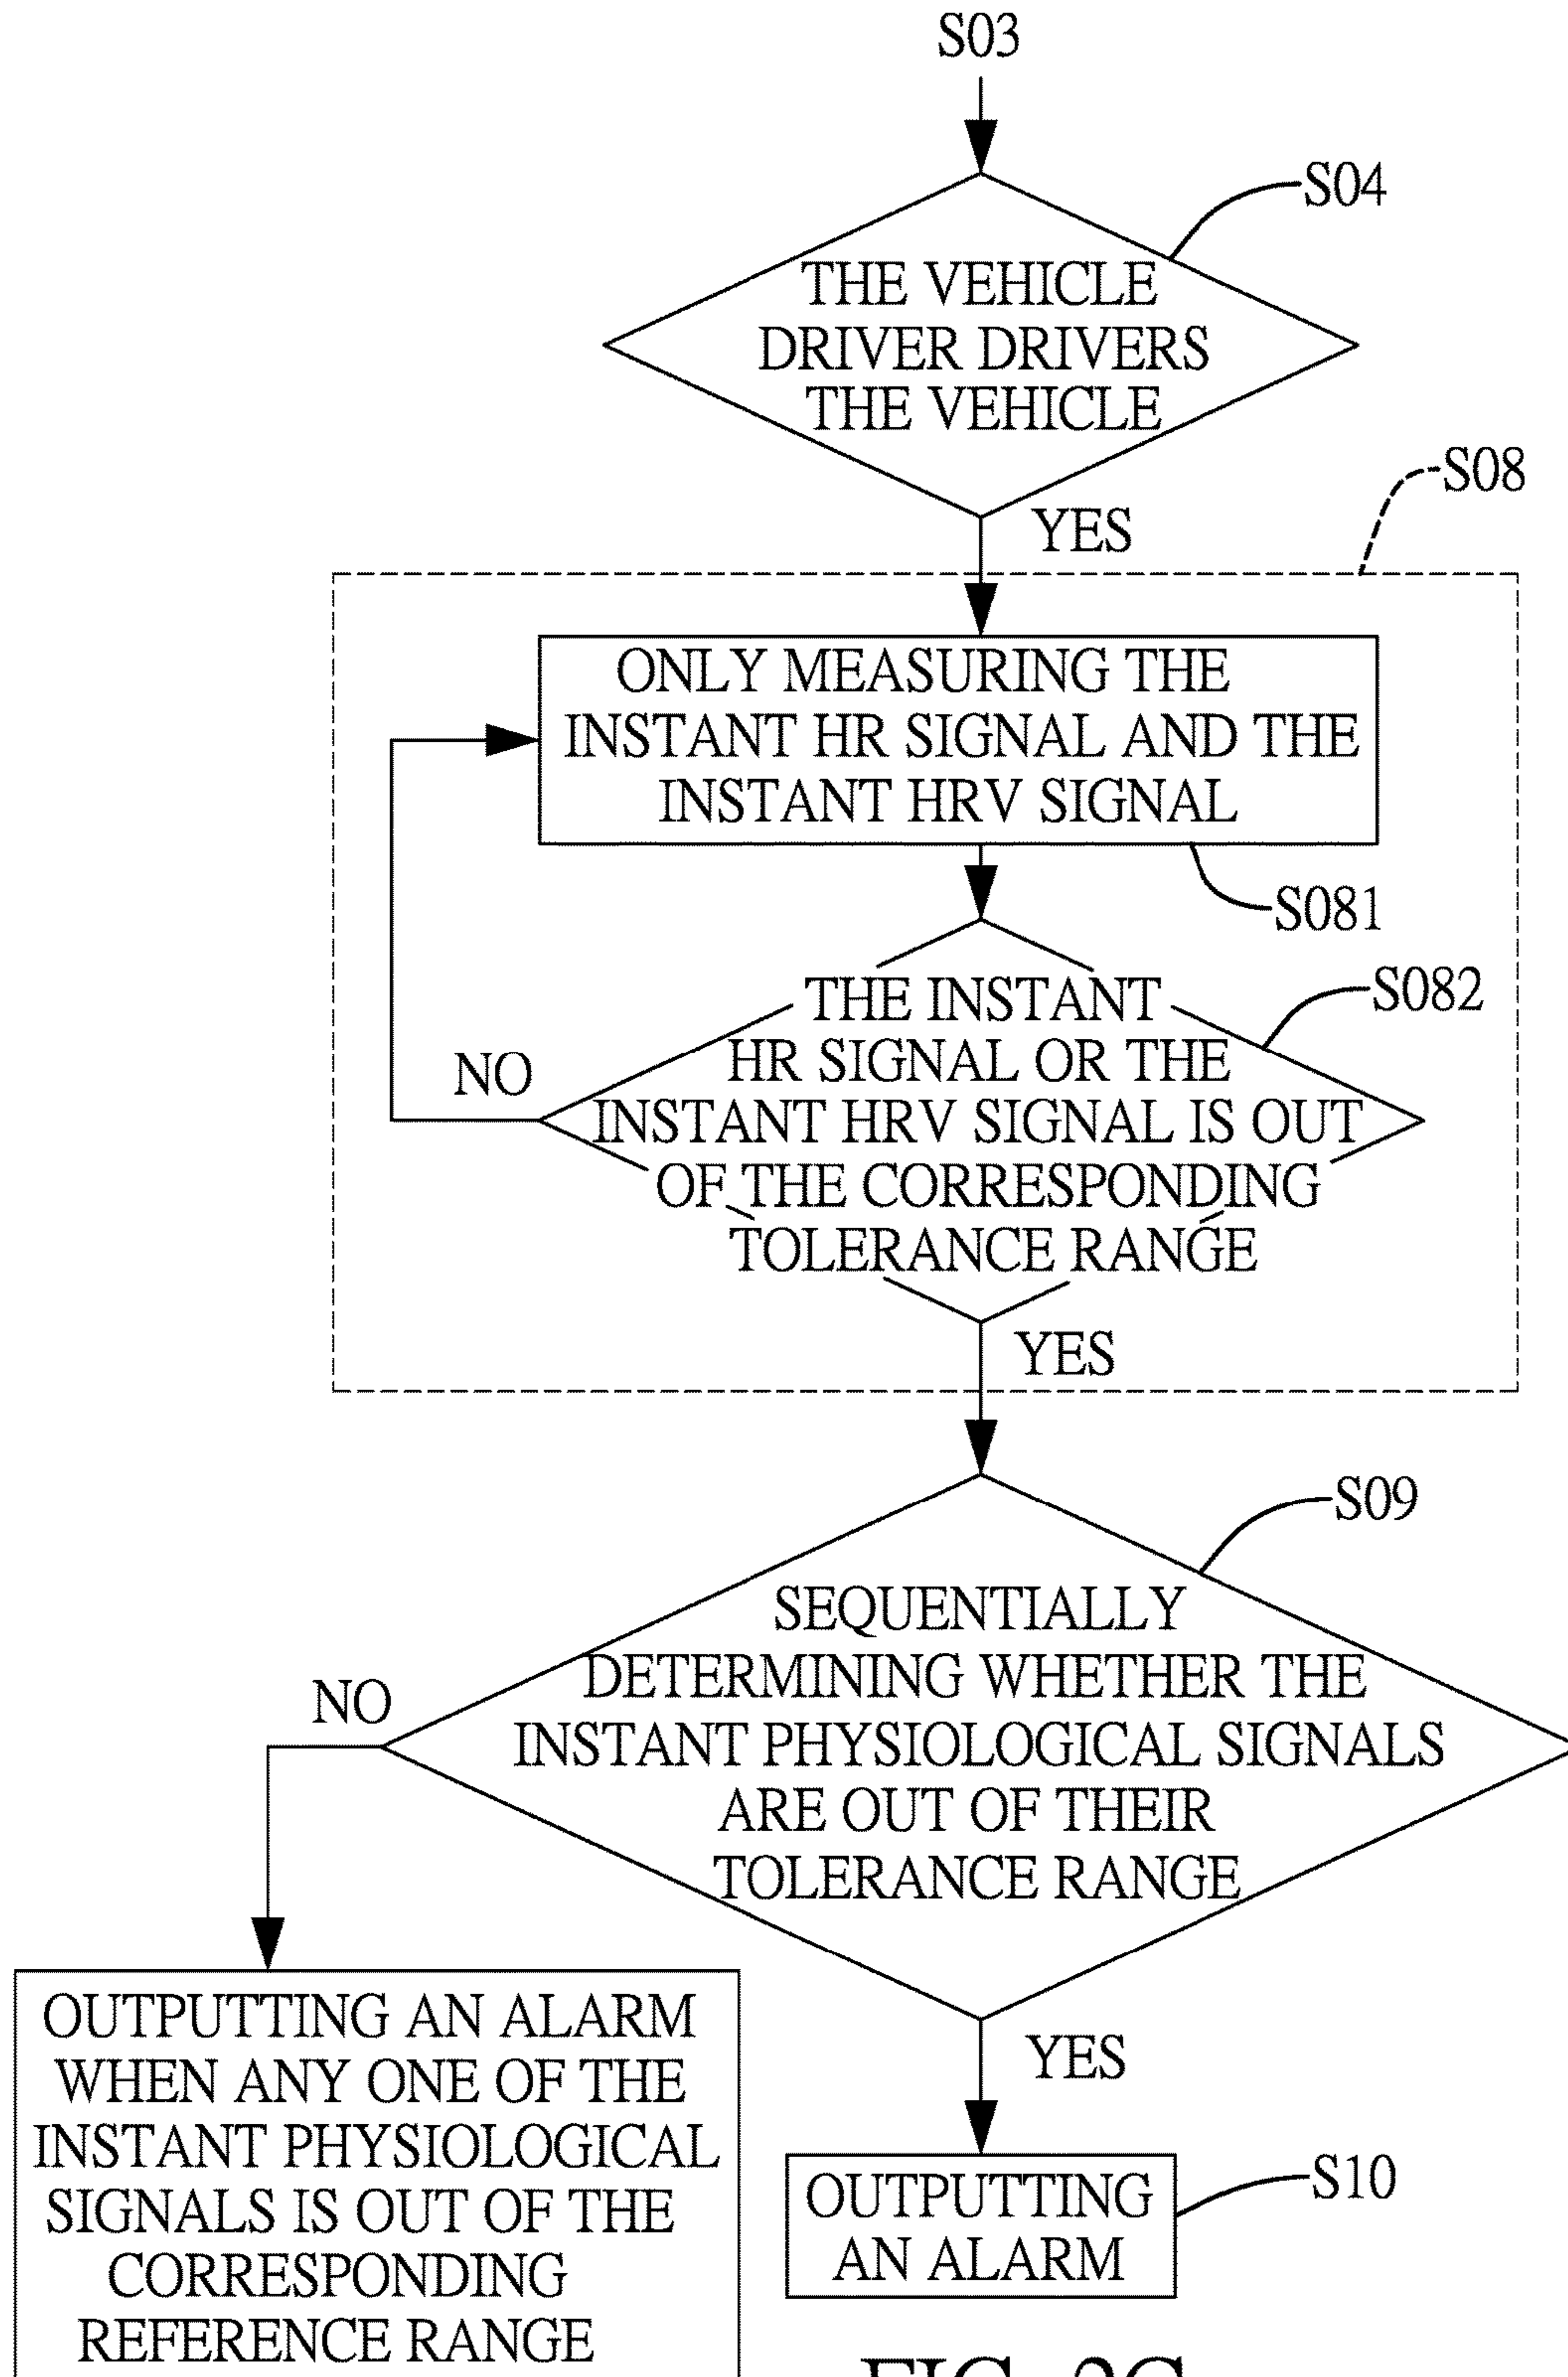 S03
S04
THE VEHICLE
DRIVER DRIVERS
THE VEHICLE
YES
S08
ONLY MEASURING THE
INSTANT HR SIGNAL AND THE
INSTANT HRV SIGNAL
S081
S082
THE INSTANT
HR SIGNAL OR THE
INSTANT HRV SIGNAL IS OUT
OF THE CORRESPONDING
TOLERANCE RANGE
NO
YES
S09
SEQUENTIALLY
DETERMINING WHETHER THE
INSTANT PHYSIOLOGICAL SIGNALS
ARE OUT OF THEIR
TOLERANCE RANGE
NO
YES
OUTPUTTING AN ALARM
WHEN ANY ONE OF THE
INSTANT PHYSIOLOGICAL
SIGNALS IS OUT OF THE
CORRESPONDING
REFERENCE RANGE
OUTPUTTING
AN ALARM
S10